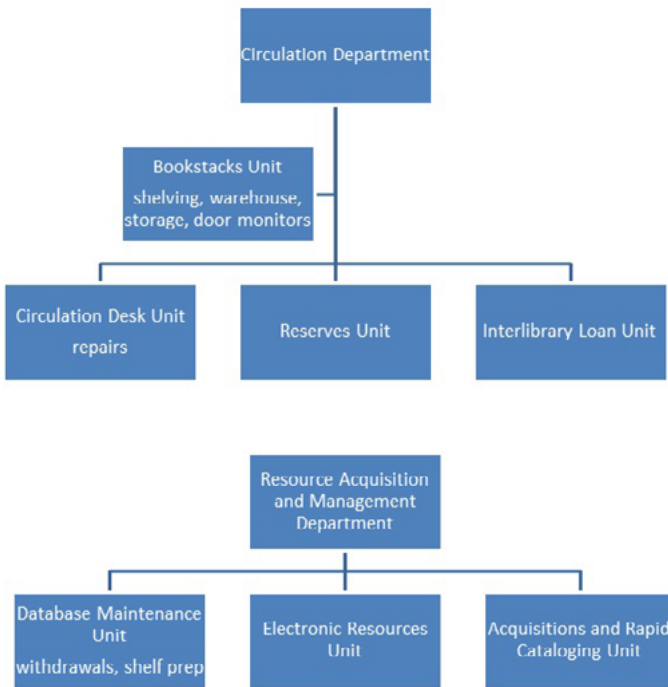 Circulation Department
Bookstacks Unit
shelving, warehouse,
storage, door monitors
Circulation Desk Unit
repairs
Reserves Unit
Interlibrary Loan Unit
Resource Acquisition
and Management
Department
Database Maintenance
Unit
withdrawals, shelf prep
Electronic Resources
Unit
Acquisitions and Rapid
Cataloging Unit